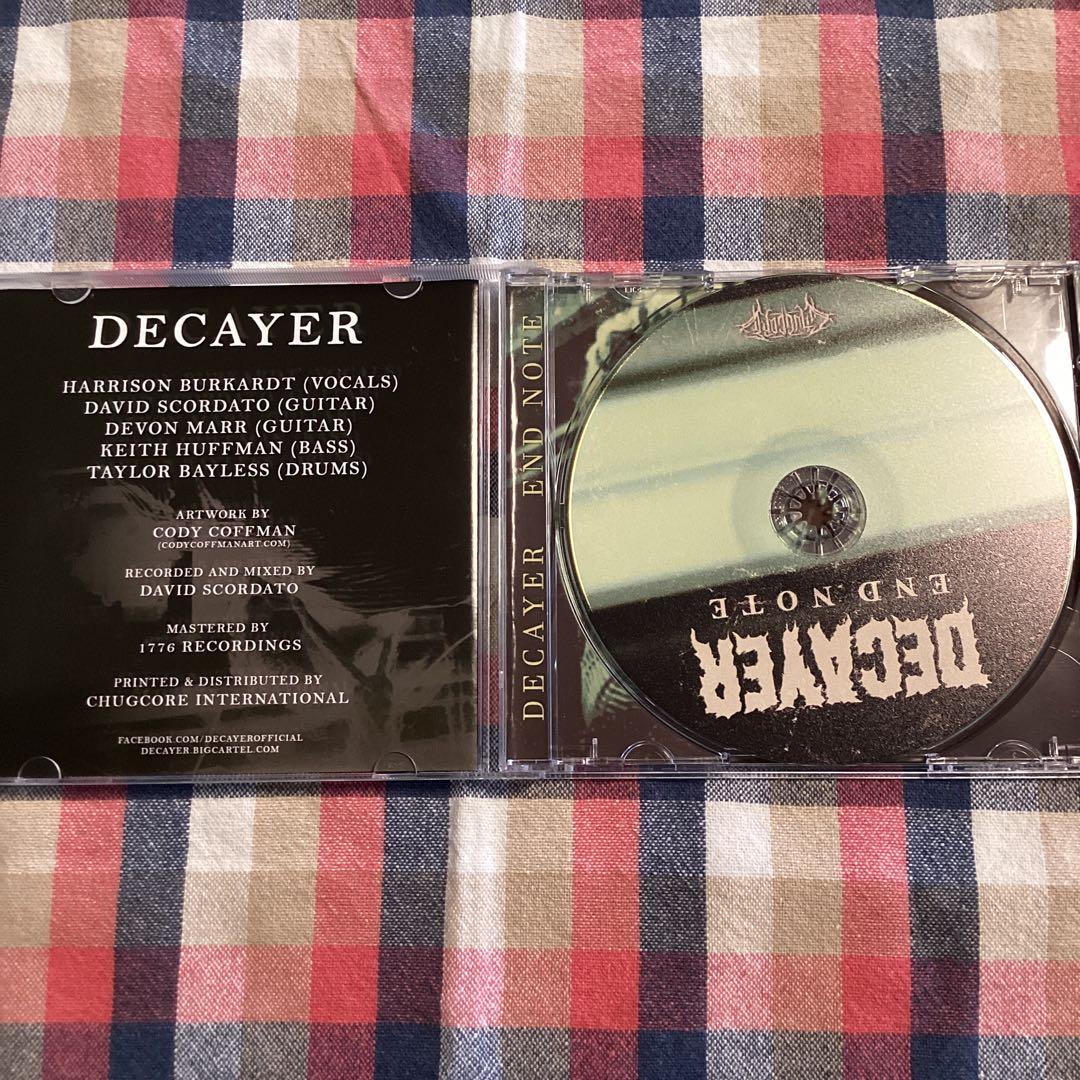 DECAYER
HARRISON BURKARDT (VOCALS)
DAVID SCORDATO (GUITAR)
DEVON MARR (GUITAR)
KEITH HUFFMAN (BASS)
TAYLOR BAYLESS (DRUMS)
ARTWORK BY
CODY COFFMAN
(CODYCOFFMANART.COM)
RECORDED AND MIXED BY
DAVID SCORDATO
MASTERED BY
1776 RECORDINGS
PRINTED & DISTRIBUTED BY
CHUGCORE INTERNATIONAL
FACEBOOK.COM/DECAYEROFFICIAL
DECAYER.BIGCARTEL.COM
DECAYER END NOTE
DECAYER
END NOTE